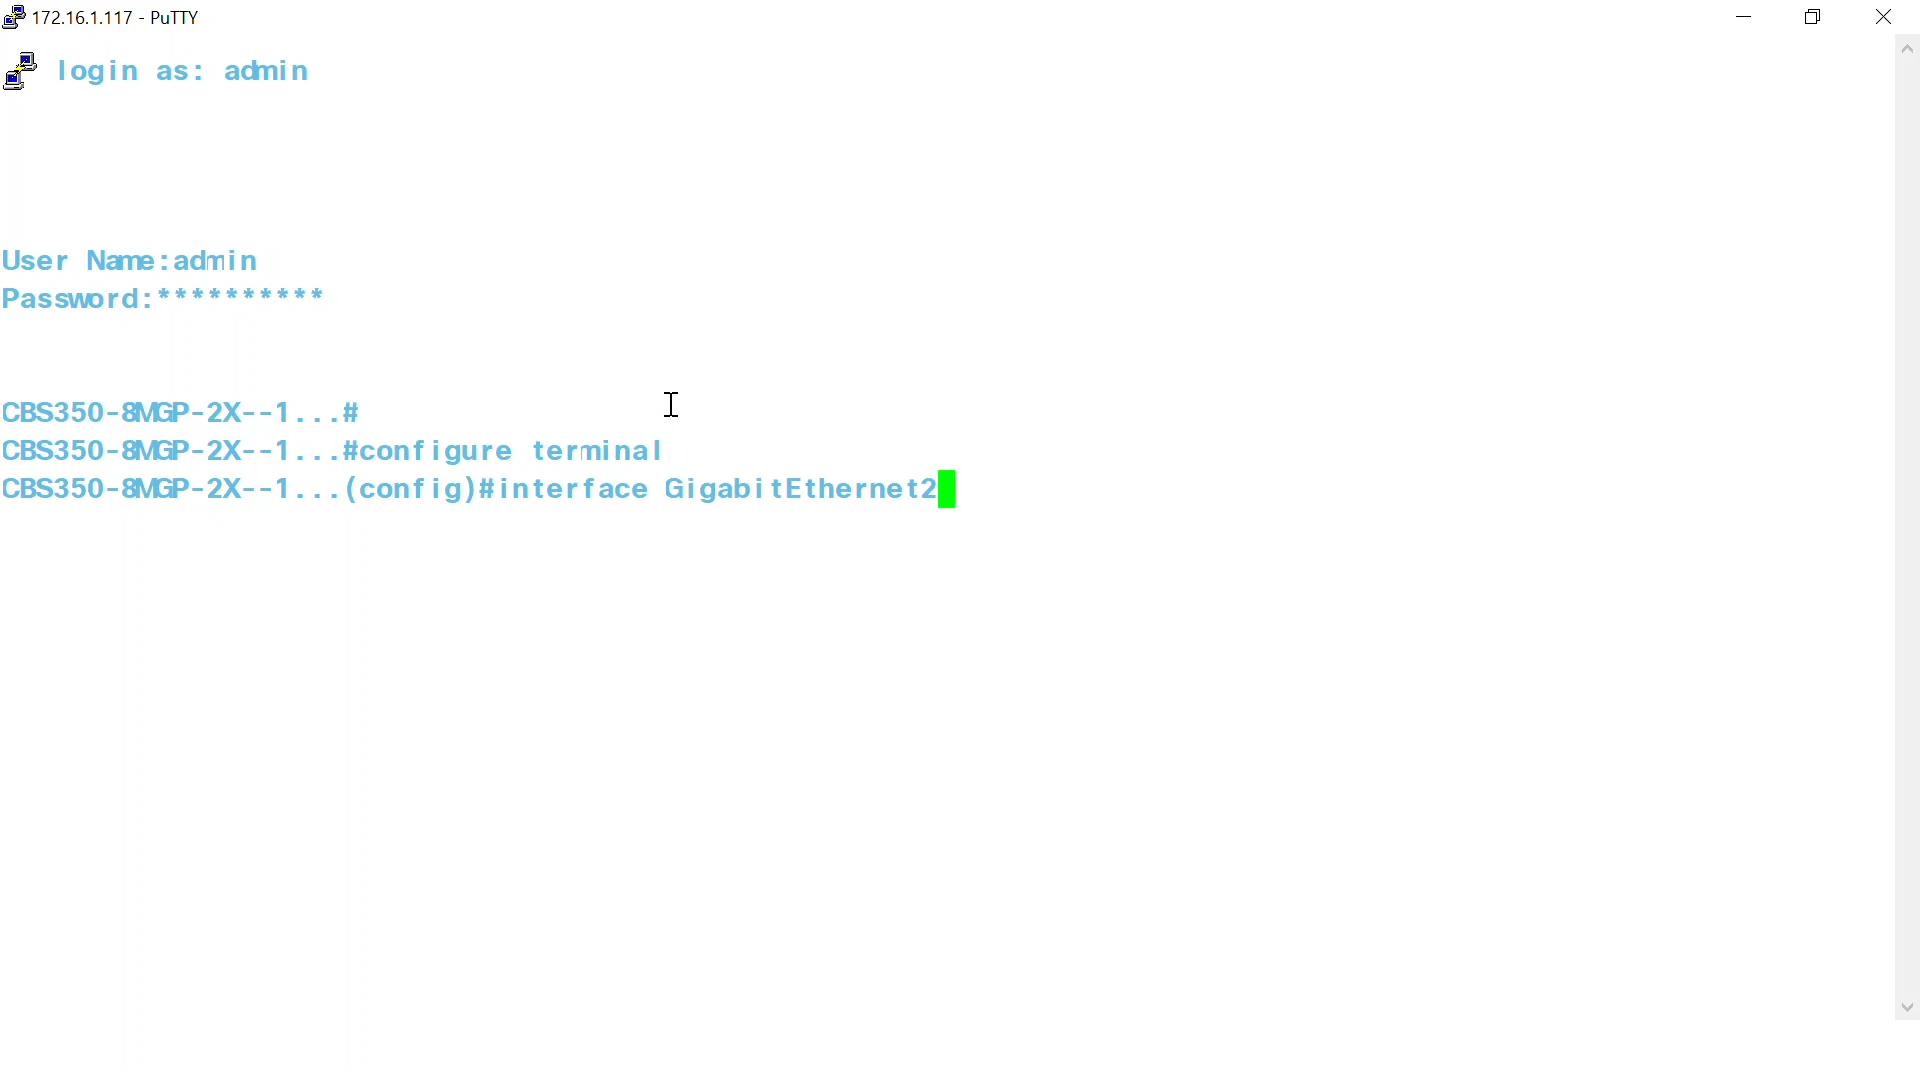 172.16.1.117 - PuTTY
login as: admin
User Name:admin
Password:**********
CBS350-8MGP-2X--1...#
CBS350-8MGP-2X--1...#configure terminal
CBS350-8MGP-2X--1...(config)#interface GigabitEthernet2